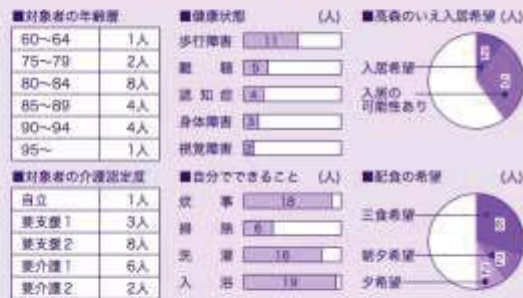 ■対象者の年齢層
60〜64 1人
75〜79 2人
80〜84 8人
85〜89 4人
90〜94 4人
95〜 1人
■健康状態 (人)
歩行障害 11
難聴 5
認知症 4
身体障害 3
視覚障害 2
■高森のいえ入居希望 (人)
入居希望 2
入居の
可能性あり
■対象者の介護認定度
自立 1人
要支援1 3人
要支援2 8人
要介護1 6人
要介護2 2人
■自分でできること (人)
炊事 18
掃除 6
洗濯 16
入浴 19
■配食の希望 (人)
三食希望 6
朝夕希望 2
夕希望 2